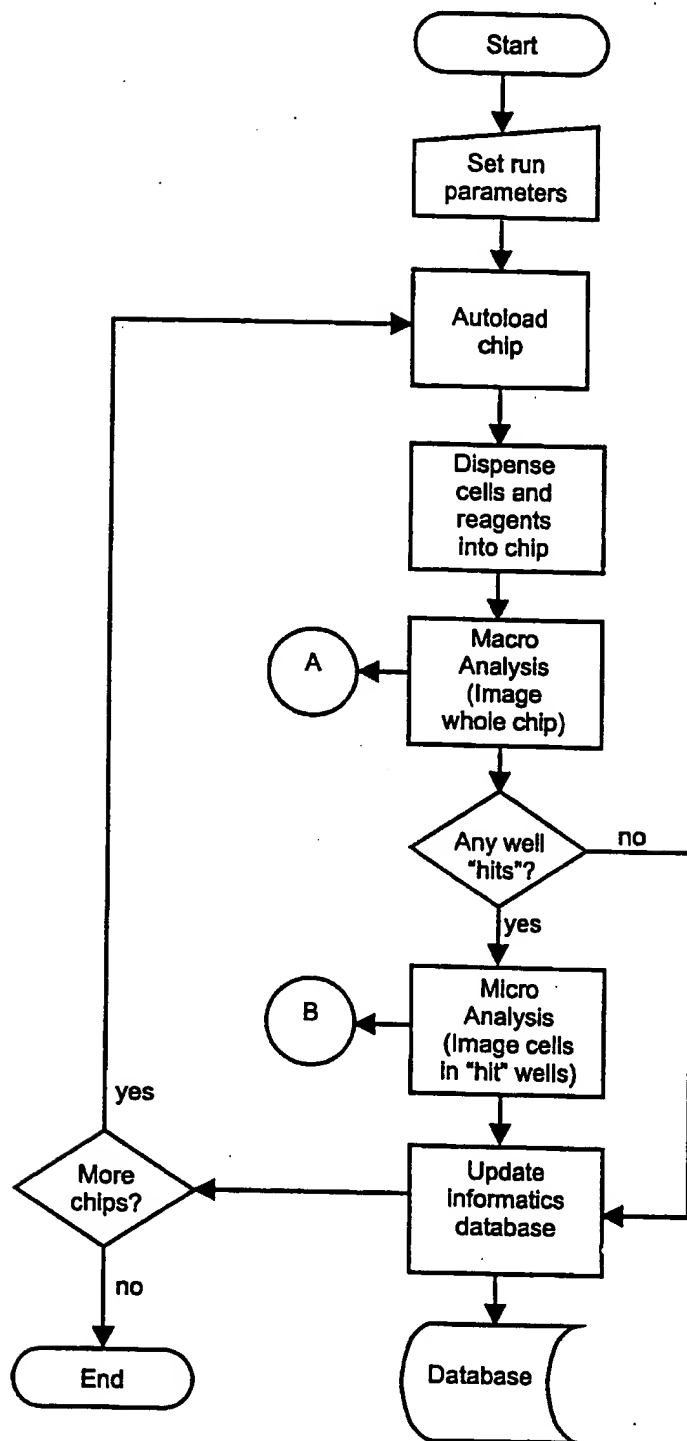 Start
Set run
parameters
Autoload
chip
Dispense
cells and
reagents
into chip
A
Macro
Analysis
(Image
whole chip)
Any well
"hits"?
no
yes
B
Micro
Analysis
(Image cells
in "hit" wells)
yes
More
chips?
Update
informatics
database
no
End
Database